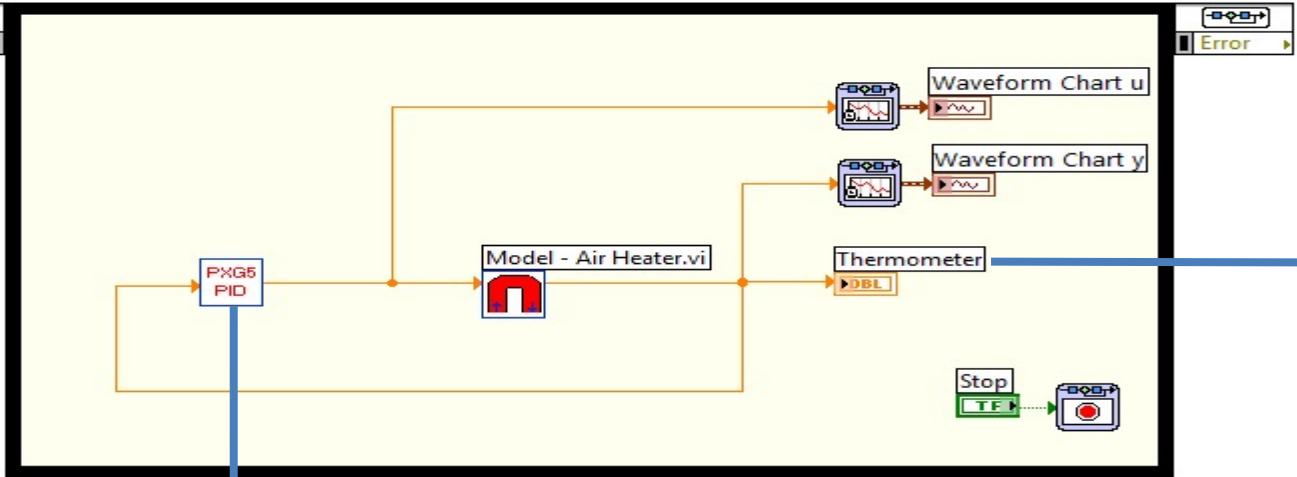 Error
Waveform Chart u
Waveform Chart y
PXG5
PID
Model - Air Heater.vi
Thermometer
DBL
Stop
TF